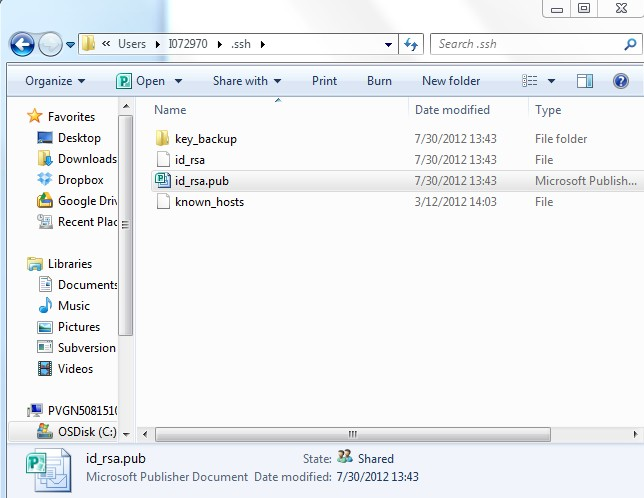 « Users ▸ I072970 ▸ .ssh ▸ Search .ssh
Organize Open Share with Print Burn New folder
Name Date modified Type
Favorites
Desktop
Downloads
Dropbox
Google Driv
Recent Plac
Libraries
Documents
Music
Pictures
Subversion
Videos
PVGN5081510
OSDisk (C:)
key_backup 7/30/2012 13:43 File folder
id_rsa 7/30/2012 13:43 File
id_rsa.pub 7/30/2012 13:43 Microsoft Publish...
known_hosts 3/12/2012 14:03 File
id_rsa.pub State: Shared
Microsoft Publisher Document Date modified: 7/30/2012 13:43